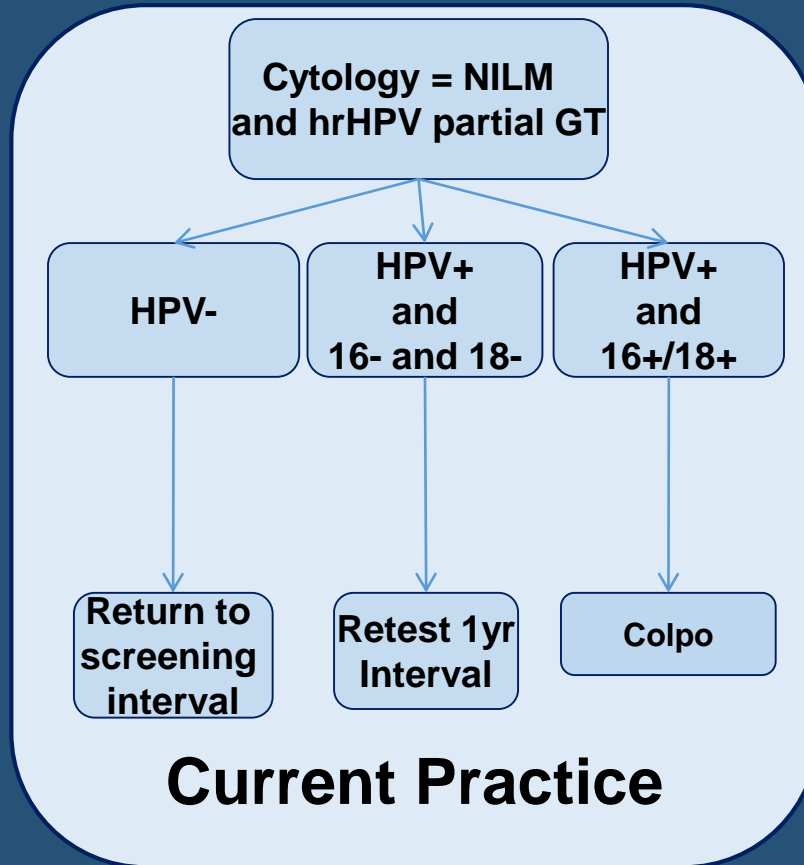 Cytology = NILM
and hrHPV partial GT
HPV-
HPV+
and
16- and 18-
HPV+
and
16+/18+
Return to
screening
interval
Retest 1yr
Interval
Colpo
Current Practice